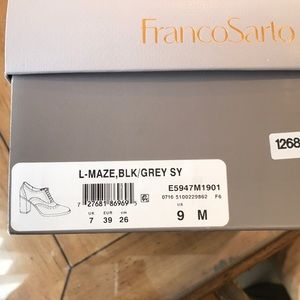 FrancoSarto
1268
L-MAZE,BLK/GREY SY
E5947M1901
7 27681 86969 5
0716 5100229862 F6
UK EUR CM US
7 39 26 9 M